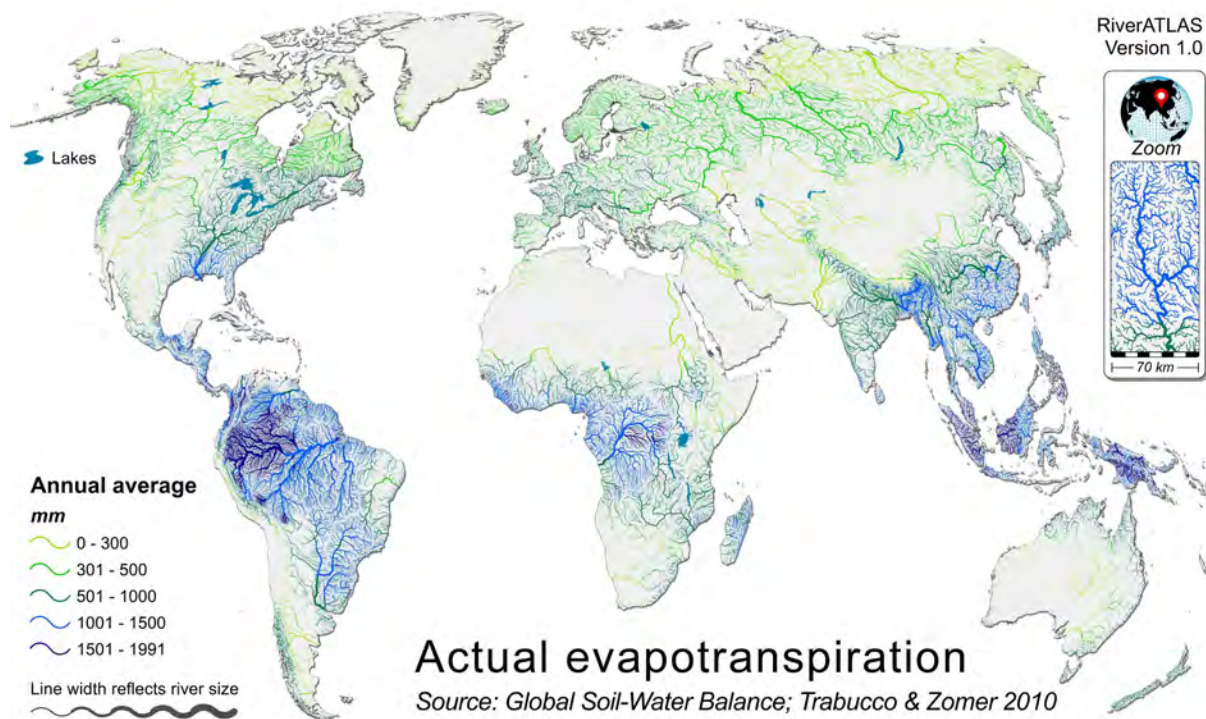 RiverATLAS
Version 1.0
Zoom
Lakes
70 km
Annual average
mm
0 - 300
301 - 500
501 - 1000
1001 - 1500
1501 - 1991
Line width reflects river size
Actual evapotranspiration
Source: Global Soil-Water Balance; Trabucco & Zomer 2010